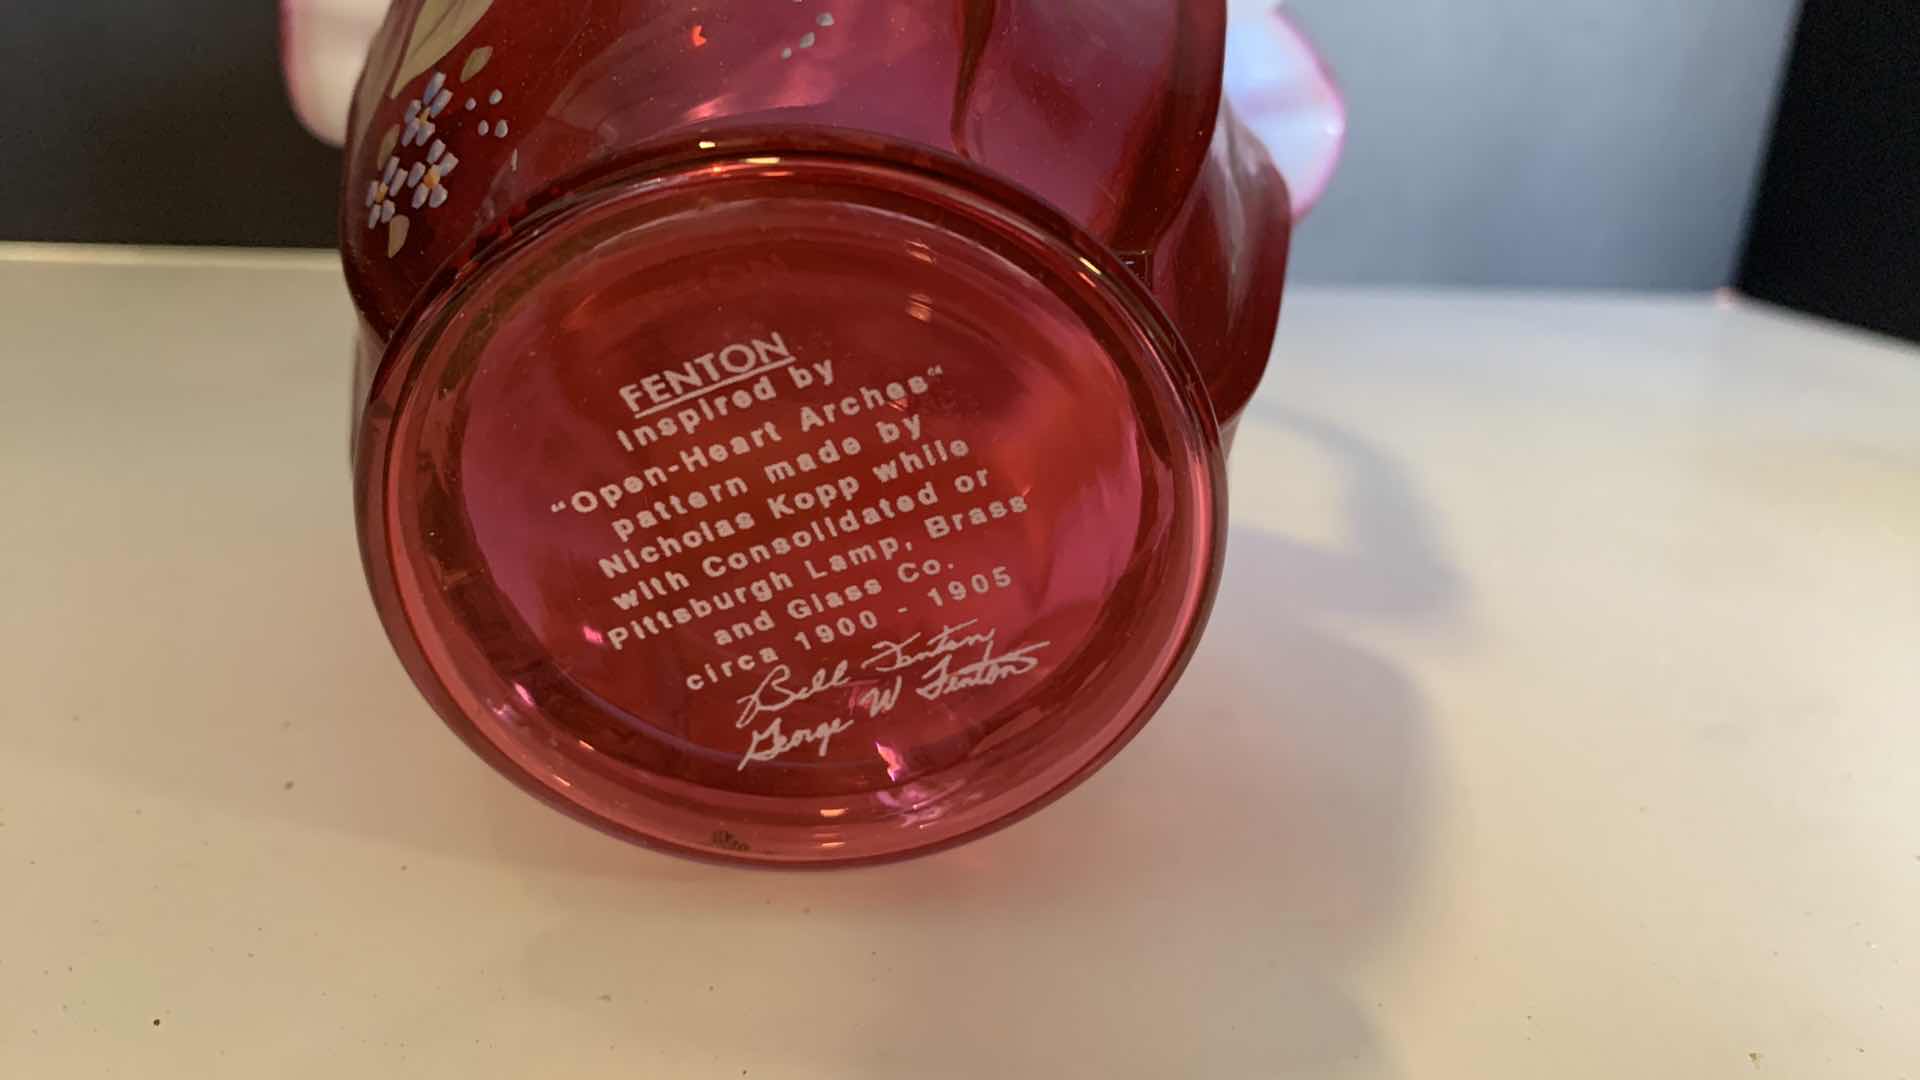 FENTON
Inspired by
"Open-Heart Arches"
pattern made by
Nicholas Kopp while
with Consolidated or
Pittsburgh Lamp, Brass
and Glass Co.
circa 1900 - 1905
Bill Fenton
George W Fenton